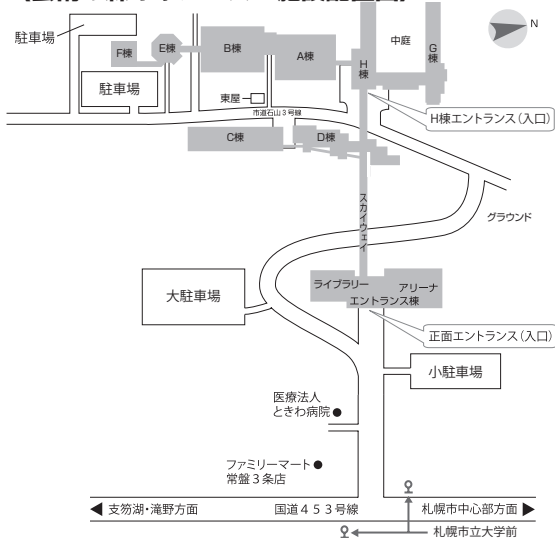 駐車場
F棟
E棟
B棟
A棟
H棟
中庭
G棟
N
駐車場
東屋
市道石山3号線
H棟エントランス（入口）
C棟
D棟
スカイウェイ
グラウンド
ライブラリー
アリーナ
エントランス棟
大駐車場
正面エントランス（入口）
小駐車場
医療法人
ときわ病院
ファミリーマート
常盤3条店
支笏湖・滝野方面
国道453号線
札幌市中心部方面
札幌市立大学前